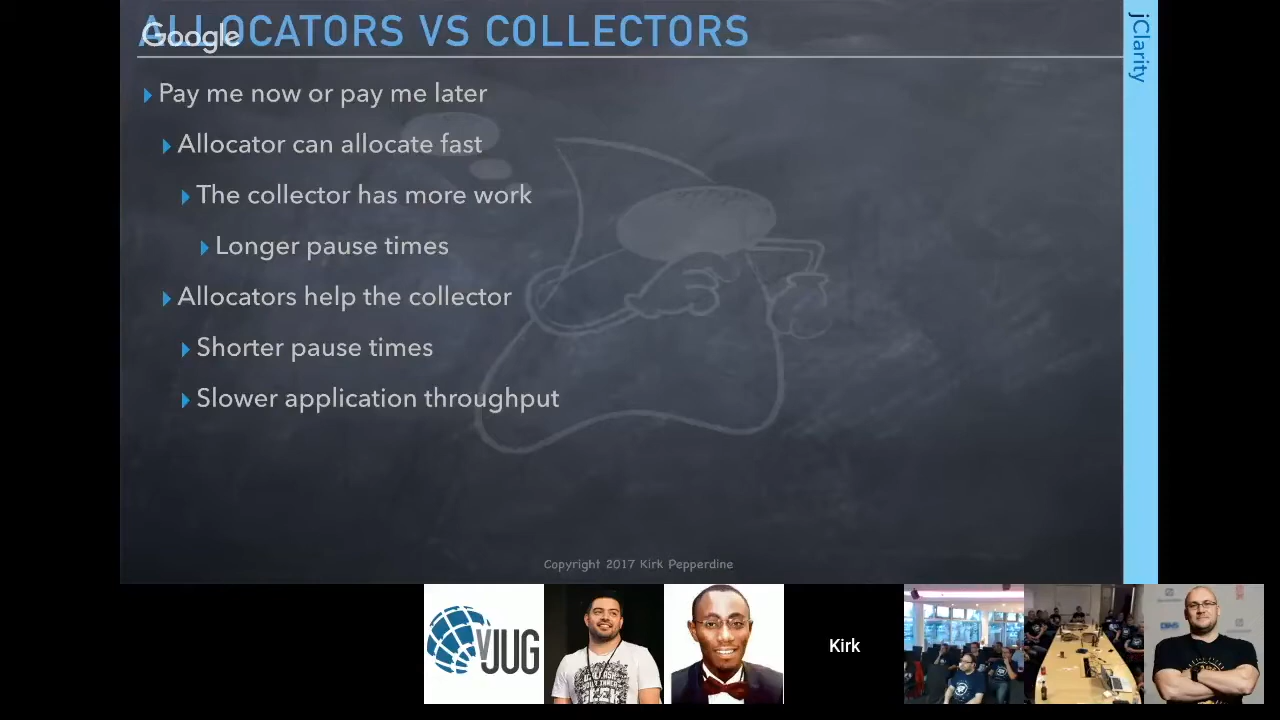 ALLOCATORS VS COLLECTORS
Google
jClarity
Pay me now or pay me later
Allocator can allocate fast
The collector has more work
Longer pause times
Allocators help the collector
Shorter pause times
Slower application throughput
Copyright 2017 Kirk Pepperdine
vJUG
GEEK
Kirk